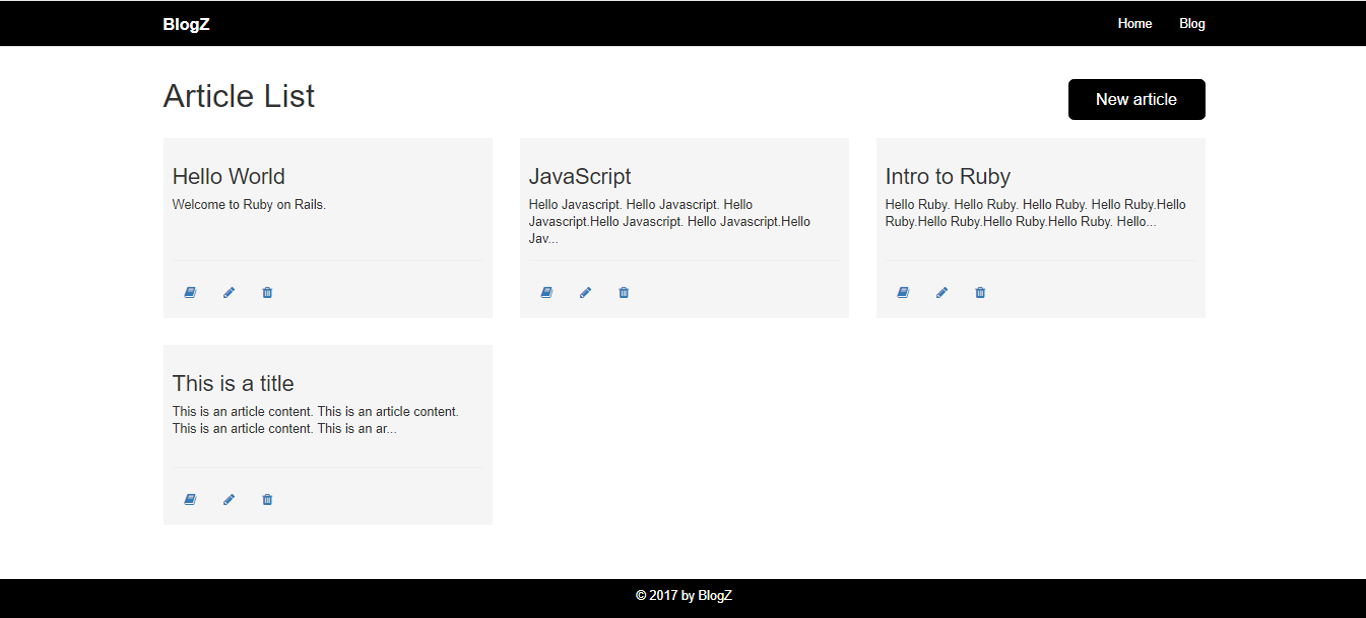 BlogZ
Home
Blog
Article List
New article
Hello World
Welcome to Ruby on Rails.
JavaScript
Hello Javascript. Hello Javascript. Hello
Javascript.Hello Javascript. Hello Javascript.Hello
Jav...
Intro to Ruby
Hello Ruby. Hello Ruby. Hello Ruby. Hello Ruby.Hello
Ruby.Hello Ruby.Hello Ruby.Hello Ruby. Hello...
This is a title
This is an article content. This is an article content.
This is an article content. This is an ar...
© 2017 by BlogZ